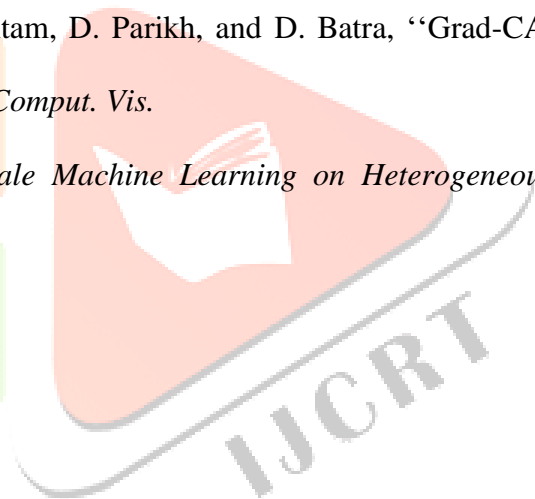 tam, D. Parikh, and D. Batra, ‘‘Grad-CA
Comput. Vis.
ale Machine Learning on Heterogeneou
IJCRT